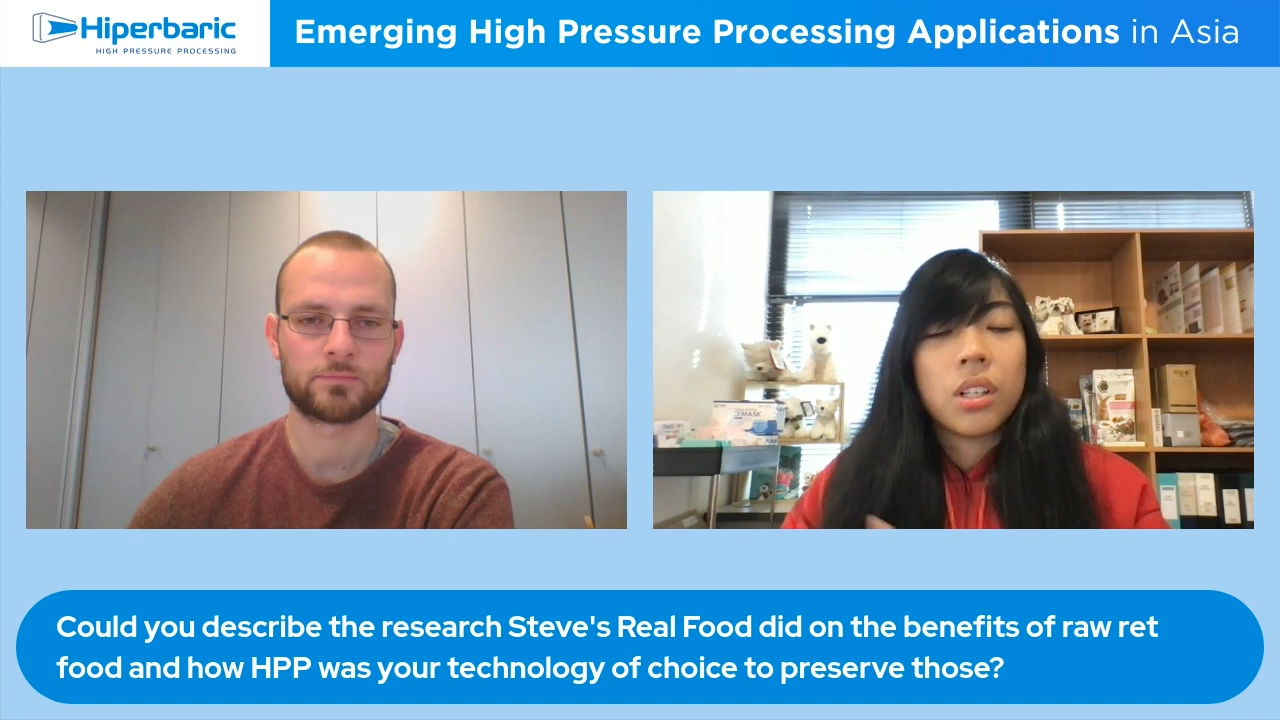 Hiperbaric
HIGH PRESSURE PROCESSING
Emerging High Pressure Processing Applications in Asia
EMASK
Could you describe the research Steve's Real Food did on the benefits of raw ret
food and how HPP was your technology of choice to preserve those?